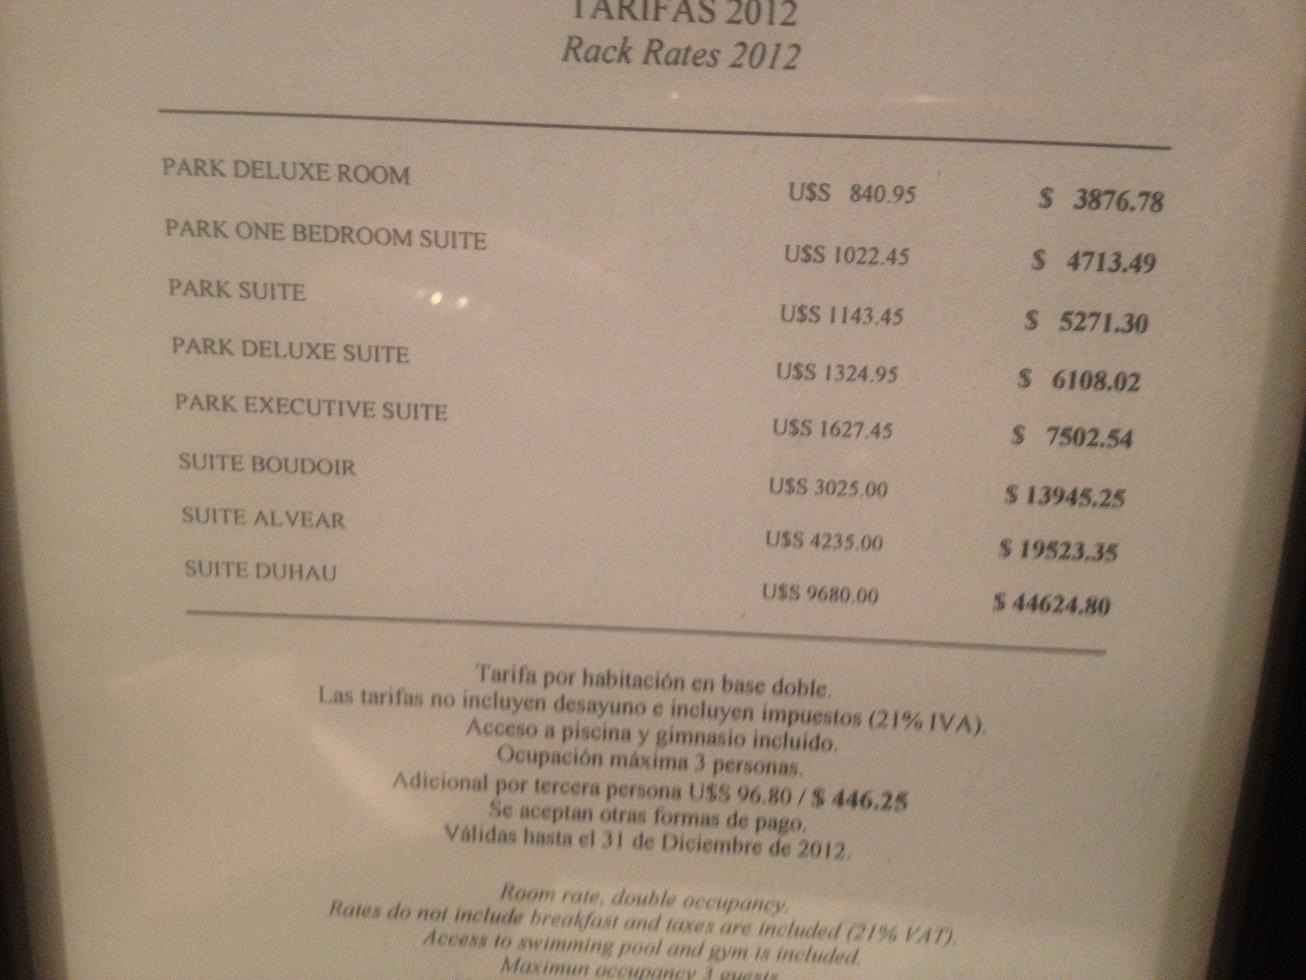 TARIFAS 2012
Rack Rates 2012
PARK DELUXE ROOM U$S 840.95 $ 3876.78
PARK ONE BEDROOM SUITE U$S 1022.45 $ 4713.49
PARK SUITE U$S 1143.45 $ 5271.30
PARK DELUXE SUITE U$S 1324.95 $ 6108.02
PARK EXECUTIVE SUITE U$S 1627.45 $ 7502.54
SUITE BOUDOIR U$S 3025.00 $ 13945.25
SUITE ALVEAR U$S 4235.00 $ 19523.35
SUITE DUHAU U$S 9680.00 $ 44624.80
Tarifa por habitación en base doble.
Las tarifas no incluyen desayuno e incluyen impuestos (21% IVA).
Acceso a piscina y gimnasio incluido.
Ocupación máxima 3 personas.
Adicional por tercera persona U$S 96.80 / $ 446.25
Se aceptan otras formas de pago.
Válidas hasta el 31 de Diciembre de 2012.
Room rate, double occupancy.
Rates do not include breakfast and taxes are included (21% VAT).
Access to swimming pool and gym is included.
Maximun occupancy 3 guests.